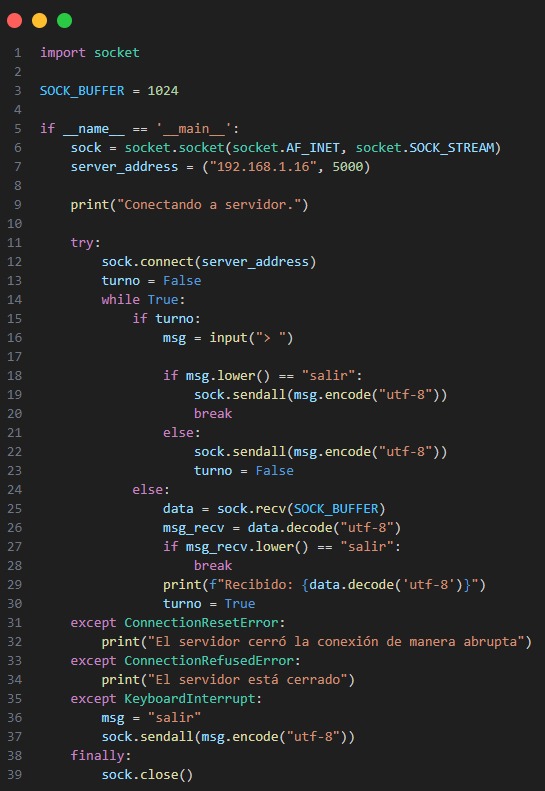 1 import socket
2
3 SOCK_BUFFER = 1024
4
5 if __name__ == '__main__':
6     sock = socket.socket(socket.AF_INET, socket.SOCK_STREAM)
7     server_address = ("192.168.1.16", 5000)
8
9     print("Conectando a servidor.")
10
11     try:
12         sock.connect(server_address)
13         turno = False
14         while True:
15             if turno:
16                 msg = input("> ")
17
18                 if msg.lower() == "salir":
19                     sock.sendall(msg.encode("utf-8"))
20                     break
21                 else:
22                     sock.sendall(msg.encode("utf-8"))
23                     turno = False
24             else:
25                 data = sock.recv(SOCK_BUFFER)
26                 msg_recv = data.decode("utf-8")
27                 if msg_recv.lower() == "salir":
28                     break
29                 print(f"Recibido: {data.decode('utf-8')}")
30                 turno = True
31     except ConnectionResetError:
32         print("El servidor cerró la conexión de manera abrupta")
33     except ConnectionRefusedError:
34         print("El servidor está cerrado")
35     except KeyboardInterrupt:
36         msg = "salir"
37         sock.sendall(msg.encode("utf-8"))
38     finally:
39         sock.close()